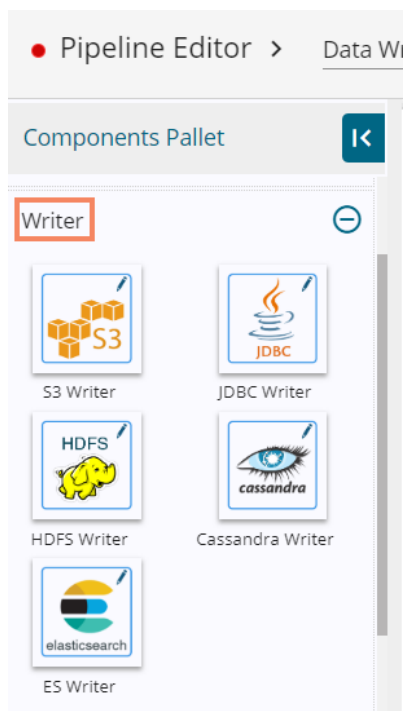 Pipeline Editor > Data Wr
Components Pallet
Writer
S3
JDBC
S3 Writer JDBC Writer
HDFS
cassandra
HDFS Writer Cassandra Writer
elasticsearch
ES Writer